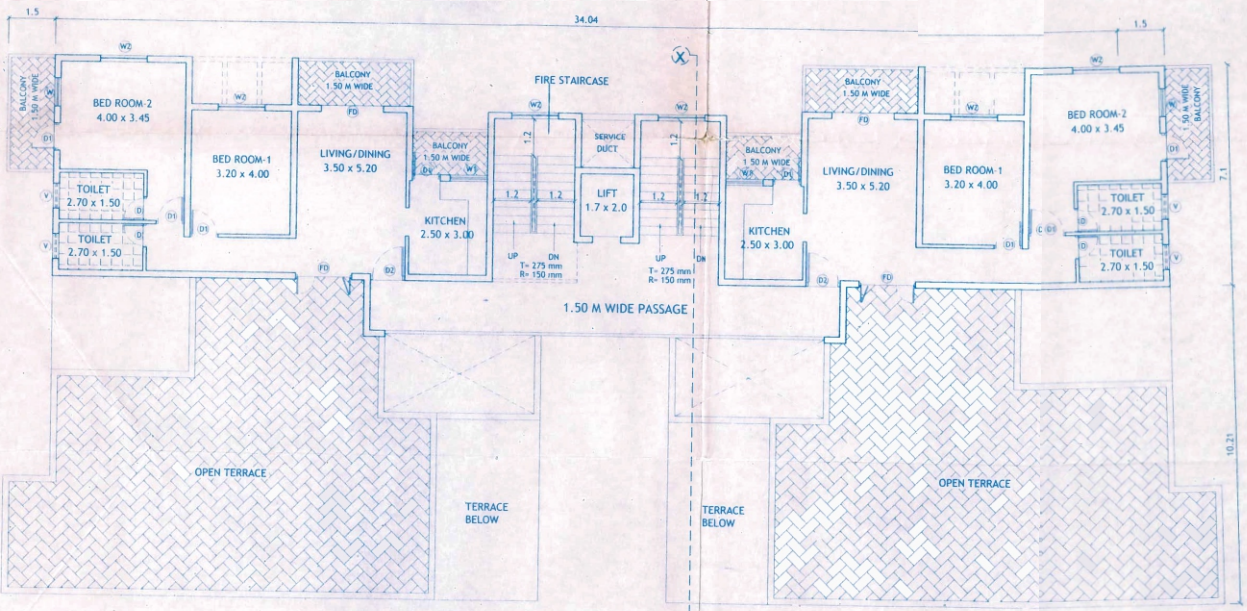 1.5
34.04
1.5
W2
X
BALCONY
1.50 M WIDE
W
D1
BED ROOM-2
4.00 x 3.45
W2
BALCONY
1.50 M WIDE
FD
FIRE STAIRCASE
W2
W2
BALCONY
1.50 M WIDE
FD
W2
W2
BED ROOM-2
4.00 x 3.45
1.50 M WIDE
BALCONY
D1
7.1
BED ROOM-1
3.20 x 4.00
LIVING/DINING
3.50 x 5.20
BALCONY
1.50 M WIDE
1.2
SERVICE
DUCT
1.2
BALCONY
1.50 M WIDE
LIVING/DINING
3.50 x 5.20
BED ROOM-1
3.20 x 4.00
TOILET
2.70 x 1.50
V
D
D1
D1
1.2
1.2
LIFT
1.7 x 2.0
1.2
1.2
D1
D1
TOILET
2.70 x 1.50
D
V
TOILET
2.70 x 1.50
V
D
KITCHEN
2.50 x 3.00
D2
KITCHEN
2.50 x 3.00
D2
TOILET
2.70 x 1.50
D
V
UP
DN
T- 275 mm
R- 150 mm
UP
DN
T- 275 mm
R- 150 mm
FD
FD
1.50 M WIDE PASSAGE
OPEN TERRACE
TERRACE
BELOW
TERRACE
BELOW
OPEN TERRACE
10.21